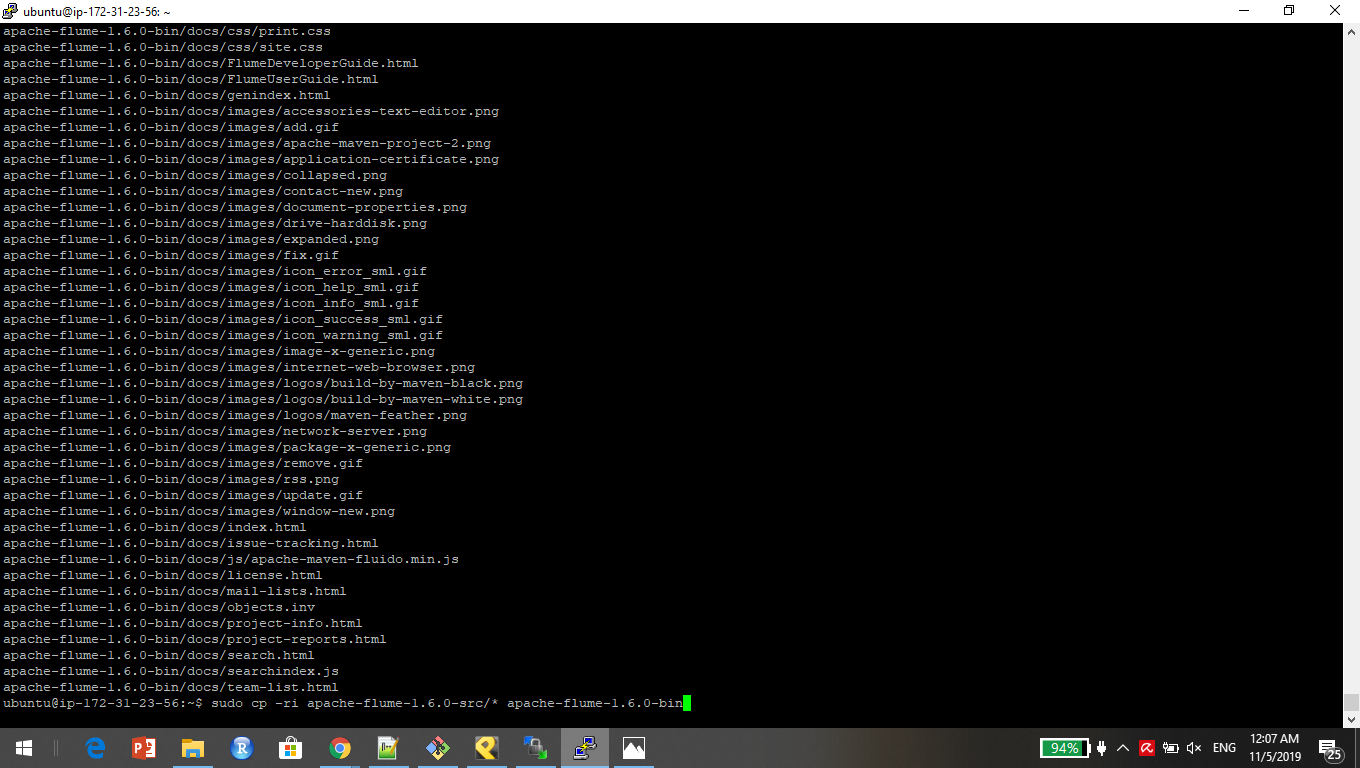 ubuntu@ip-172-31-23-56: ~
apache-flume-1.6.0-bin/docs/css/print.css
apache-flume-1.6.0-bin/docs/css/site.css
apache-flume-1.6.0-bin/docs/FlumeDeveloperGuide.html
apache-flume-1.6.0-bin/docs/FlumeUserGuide.html
apache-flume-1.6.0-bin/docs/genindex.html
apache-flume-1.6.0-bin/docs/images/accessories-text-editor.png
apache-flume-1.6.0-bin/docs/images/add.gif
apache-flume-1.6.0-bin/docs/images/apache-maven-project-2.png
apache-flume-1.6.0-bin/docs/images/application-certificate.png
apache-flume-1.6.0-bin/docs/images/collapsed.png
apache-flume-1.6.0-bin/docs/images/contact-new.png
apache-flume-1.6.0-bin/docs/images/document-properties.png
apache-flume-1.6.0-bin/docs/images/drive-harddisk.png
apache-flume-1.6.0-bin/docs/images/expanded.png
apache-flume-1.6.0-bin/docs/images/fix.gif
apache-flume-1.6.0-bin/docs/images/icon_error_sml.gif
apache-flume-1.6.0-bin/docs/images/icon_help_sml.gif
apache-flume-1.6.0-bin/docs/images/icon_info_sml.gif
apache-flume-1.6.0-bin/docs/images/icon_success_sml.gif
apache-flume-1.6.0-bin/docs/images/icon_warning_sml.gif
apache-flume-1.6.0-bin/docs/images/image-x-generic.png
apache-flume-1.6.0-bin/docs/images/internet-web-browser.png
apache-flume-1.6.0-bin/docs/images/logos/build-by-maven-black.png
apache-flume-1.6.0-bin/docs/images/logos/build-by-maven-white.png
apache-flume-1.6.0-bin/docs/images/logos/maven-feather.png
apache-flume-1.6.0-bin/docs/images/network-server.png
apache-flume-1.6.0-bin/docs/images/package-x-generic.png
apache-flume-1.6.0-bin/docs/images/remove.gif
apache-flume-1.6.0-bin/docs/images/rss.png
apache-flume-1.6.0-bin/docs/images/update.gif
apache-flume-1.6.0-bin/docs/images/window-new.png
apache-flume-1.6.0-bin/docs/index.html
apache-flume-1.6.0-bin/docs/issue-tracking.html
apache-flume-1.6.0-bin/docs/js/apache-maven-fluido.min.js
apache-flume-1.6.0-bin/docs/license.html
apache-flume-1.6.0-bin/docs/mail-lists.html
apache-flume-1.6.0-bin/docs/objects.inv
apache-flume-1.6.0-bin/docs/project-info.html
apache-flume-1.6.0-bin/docs/project-reports.html
apache-flume-1.6.0-bin/docs/search.html
apache-flume-1.6.0-bin/docs/searchindex.js
apache-flume-1.6.0-bin/docs/team-list.html
ubuntu@ip-172-31-23-56:~$ sudo cp -ri apache-flume-1.6.0-src/* apache-flume-1.6.0-bin
94% ENG 12:07 AM
11/5/2019 25